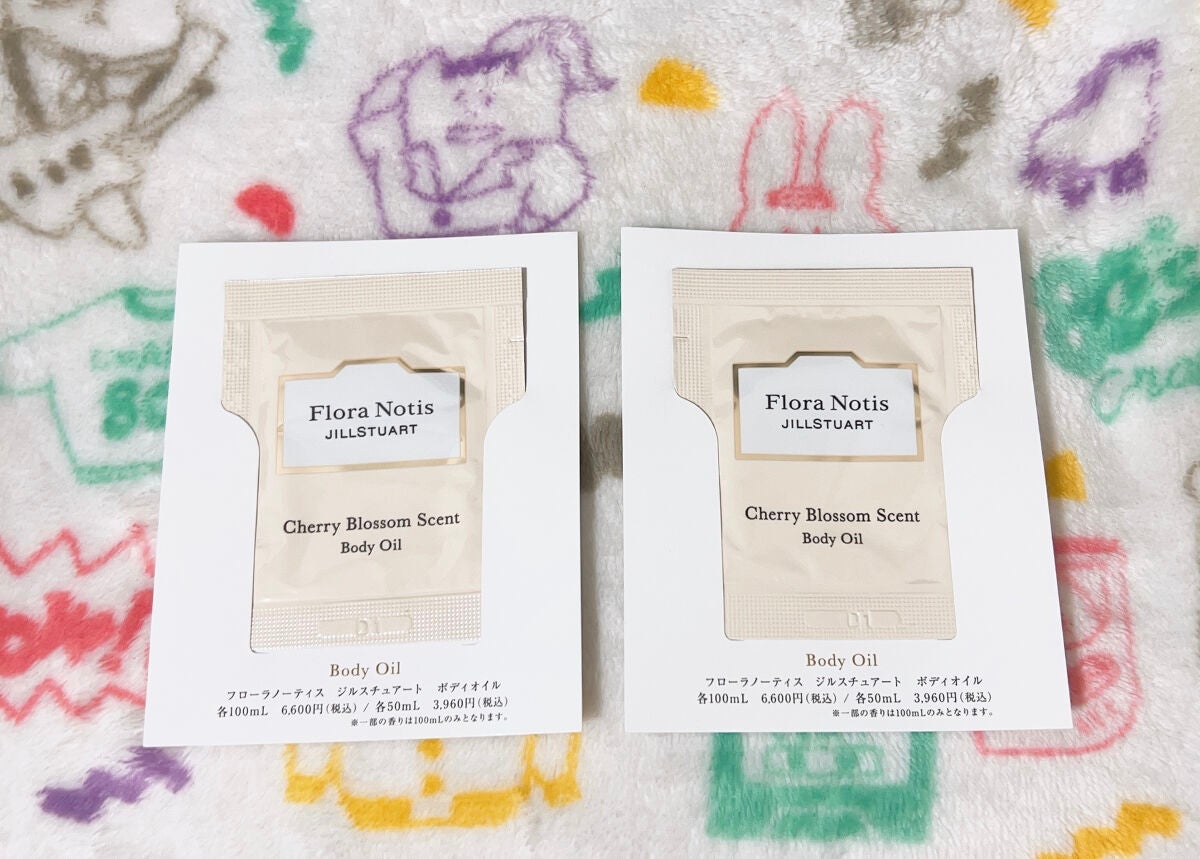 Flora Notis
JILLSTUART
Cherry Blossom Scent
Body Oil
D1
Body Oil
フローラノーティス ジルスチュアート ボディオイル
各100mL 6,600円(税込) / 各50mL 3,960円(税込)
※一部の香りは100mLのみとなります。
Flora Notis
JILLSTUART
Cherry Blossom Scent
Body Oil
D1
Body Oil
フローラノーティス ジルスチュアート ボディオイル
各100mL 6,600円(税込) / 各50mL 3,960円(税込)
※一部の香りは100mLのみとなります。